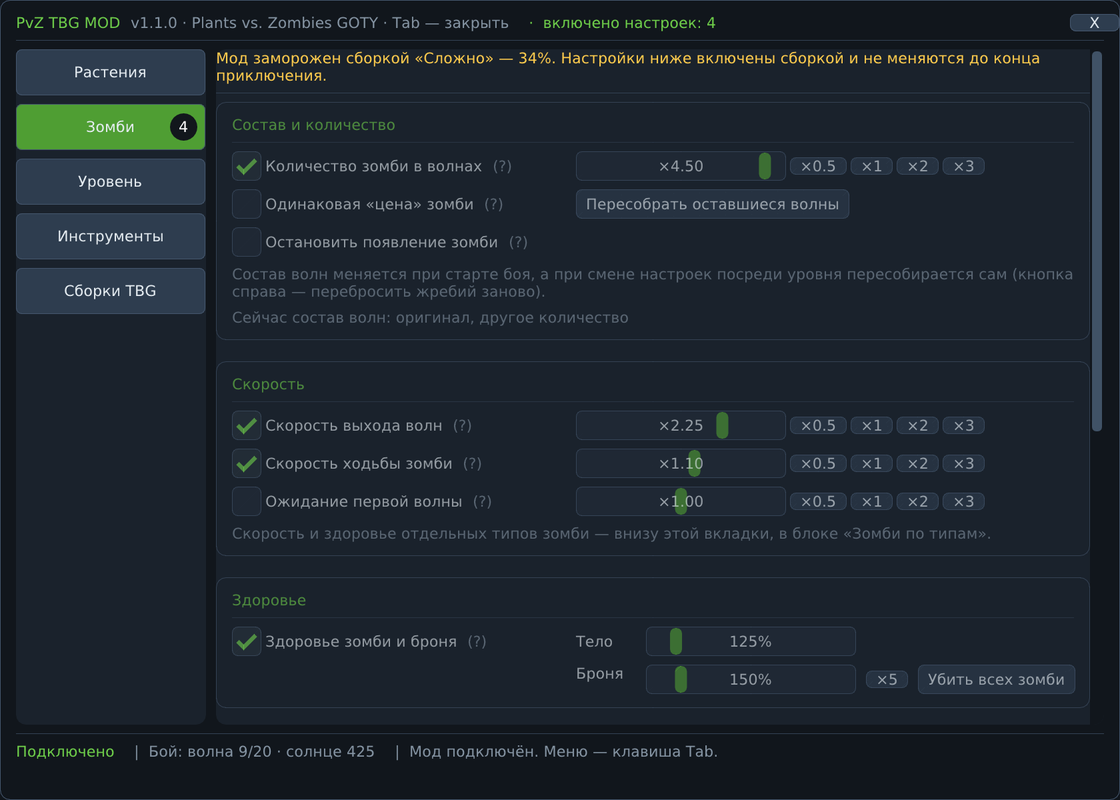 PvZ TBG MOD v1.1.0 · Plants vs. Zombies GOTY · Tab — закрыть · включено настроек: 4 X
Растения
Зомби 4
Уровень
Инструменты
Сборки TBG
Мод заморожен сборкой «Сложно» — 34%. Настройки ниже включены сборкой и не меняются до конца
приключения.
Состав и количество
Количество зомби в волнах (?) ×4.50 ×0.5 ×1 ×2 ×3
Одинаковая «цена» зомби (?) Пересобрать оставшиеся волны
Остановить появление зомби (?)
Состав волн меняется при старте боя, а при смене настроек посреди уровня пересобирается сам (кнопка
справа — перебросить жребий заново).
Сейчас состав волн: оригинал, другое количество
Скорость
Скорость выхода волн (?) ×2.25 ×0.5 ×1 ×2 ×3
Скорость ходьбы зомби (?) ×1.10 ×0.5 ×1 ×2 ×3
Ожидание первой волны (?) ×1.00 ×0.5 ×1 ×2 ×3
Скорость и здоровье отдельных типов зомби — внизу этой вкладки, в блоке «Зомби по типам».
Здоровье
Здоровье зомби и броня (?) Тело 125%
Броня 150% ×5 Убить всех зомби
Подключено | Бой: волна 9/20 · солнце 425 | Мод подключён. Меню — клавиша Tab.